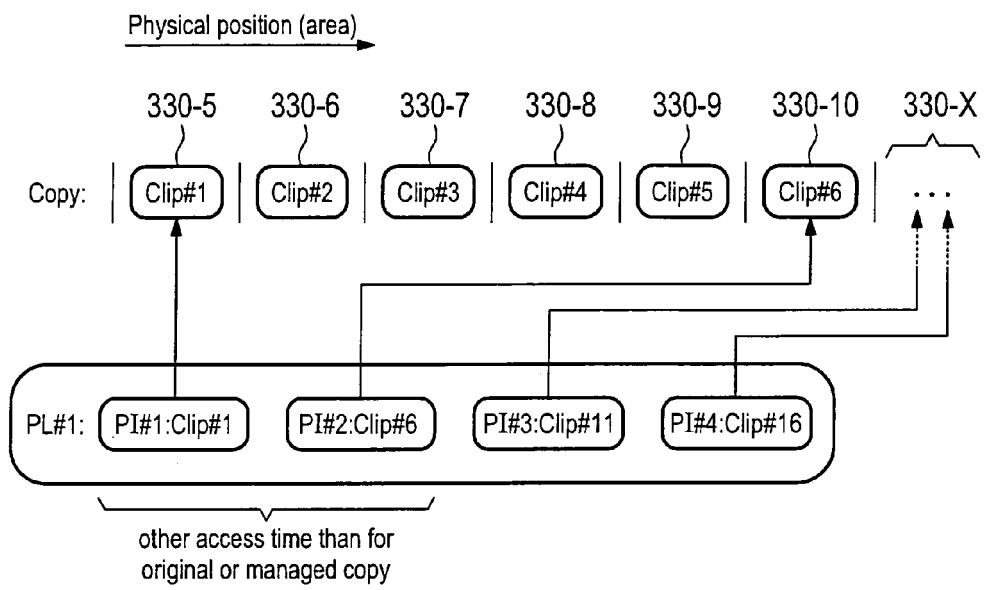 Physical position (area)
330-5 330-6 330-7 330-8 330-9 330-10 330-X
Copy: Clip#1 Clip#2 Clip#3 Clip#4 Clip#5 Clip#6 ...
PL#1: PI#1:Clip#1 PI#2:Clip#6 PI#3:Clip#11 PI#4:Clip#16
other access time than for
original or managed copy